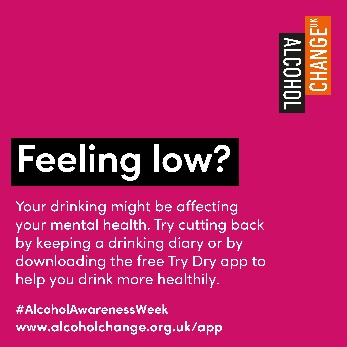 ALCOHOL
CHANGE UK
Feeling low?
Your drinking might be affecting
your mental health. Try cutting back
by keeping a drinking diary or by
downloading the free Try Dry app to
help you drink more healthily.
#AlcoholAwarenessWeek
www.alcoholchange.org.uk/app